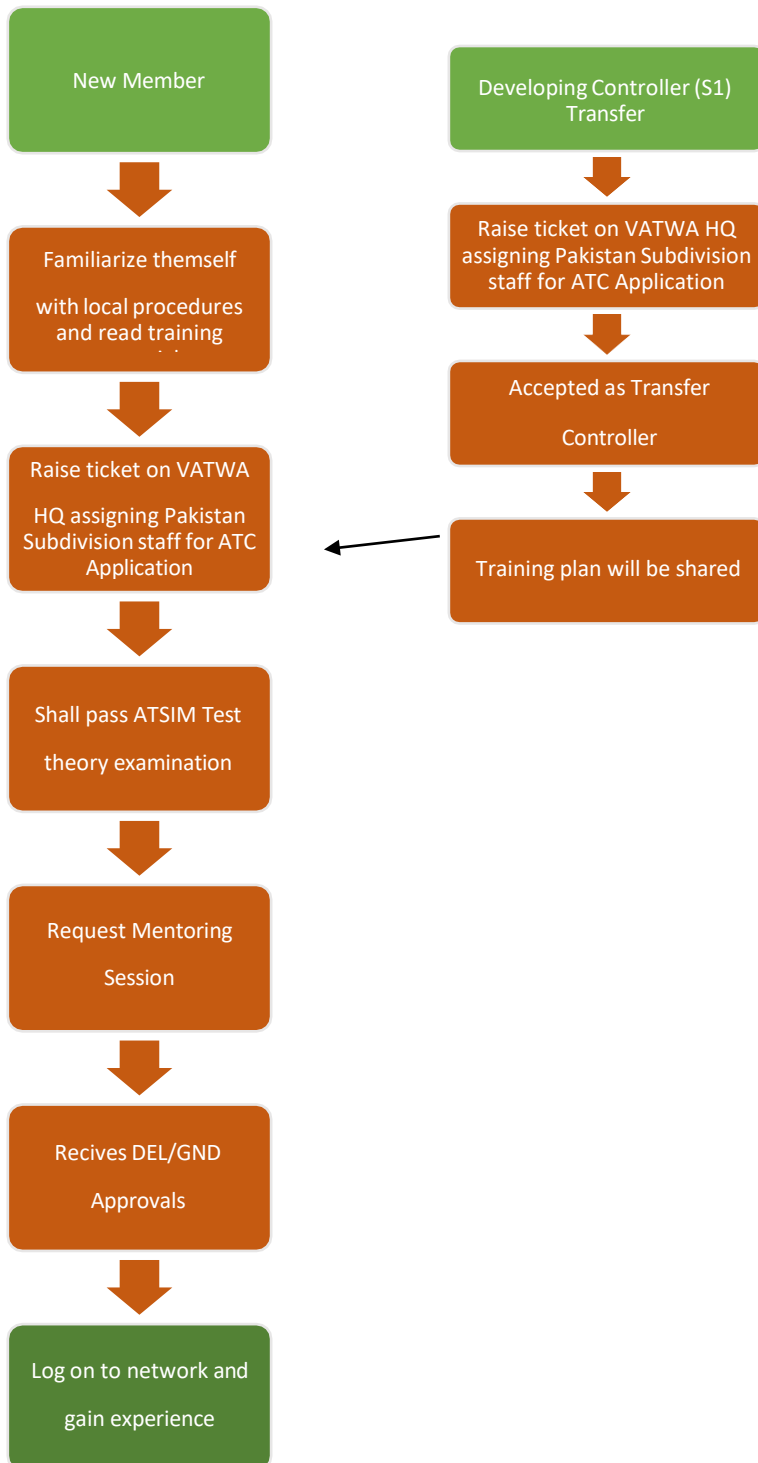 New Member
Familiarize themself
with local procedures
and read training
Raise ticket on VATWA
HQ assigning Pakistan
Subdivision staff for ATC
Application
Shall pass ATSIM Test
theory examination
Request Mentoring
Session
Recives DEL/GND
Approvals
Log on to network and
gain experience
Developing Controller (S1)
Transfer
Raise ticket on VATWA HQ
assigning Pakistan Subdivision
staff for ATC Application
Accepted as Transfer
Controller
Training plan will be shared